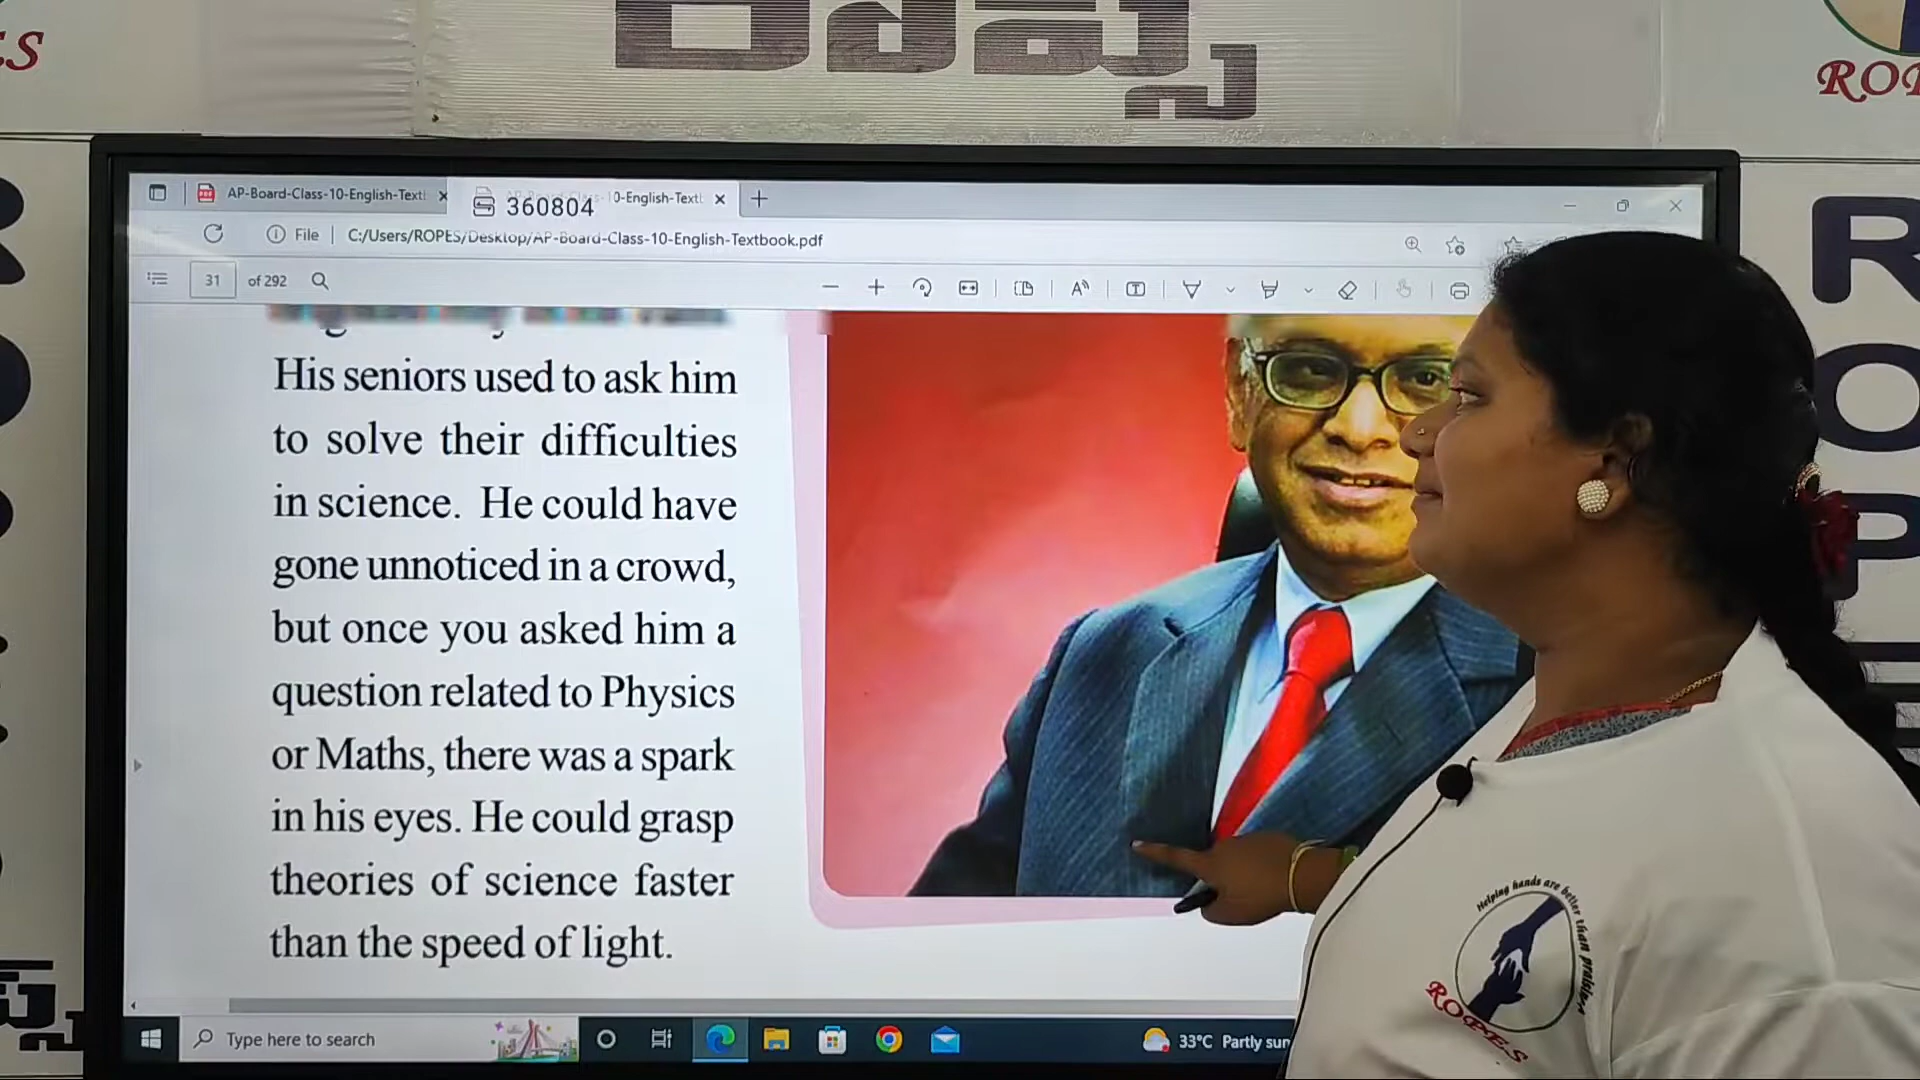 రోప్స్
ROPES
AP-Board-Class-10-English-Text
360804
0-English-Text
File
C:/Users/ROPES/Desktop/AP-Board-Class-10-English-Textbook.pdf
31 of 292
His seniors used to ask him
to solve their difficulties
in science. He could have
gone unnoticed in a crowd,
but once you asked him a
question related to Physics
or Maths, there was a spark
in his eyes. He could grasp
theories of science faster
than the speed of light.
Type here to search
33°C Partly sun
Helping hands are better than praising
ROPES
R
O
P